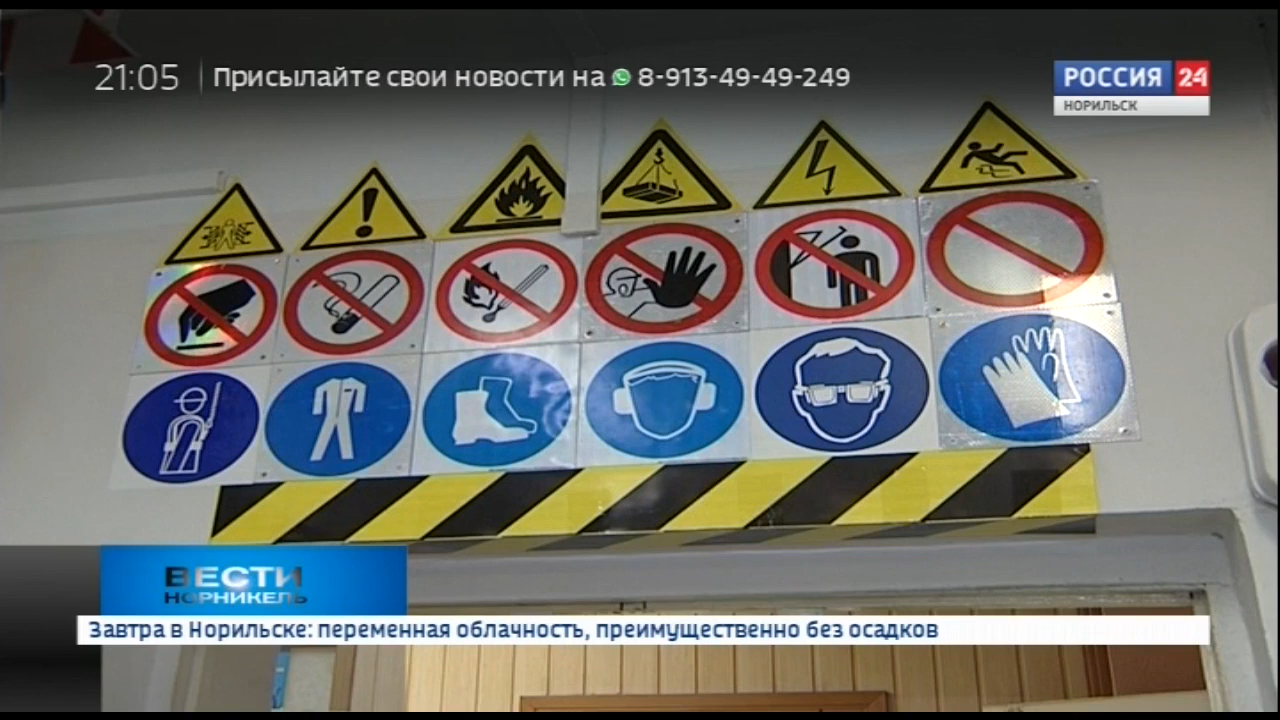 21:05 Присылайте свои новости на 8-913-49-49-249
РОССИЯ 24
НОРИЛЬСК
ВЕСТИ
НОРНИКЕЛЬ
Завтра в Норильске: переменная облачность, преимущественно без осадков